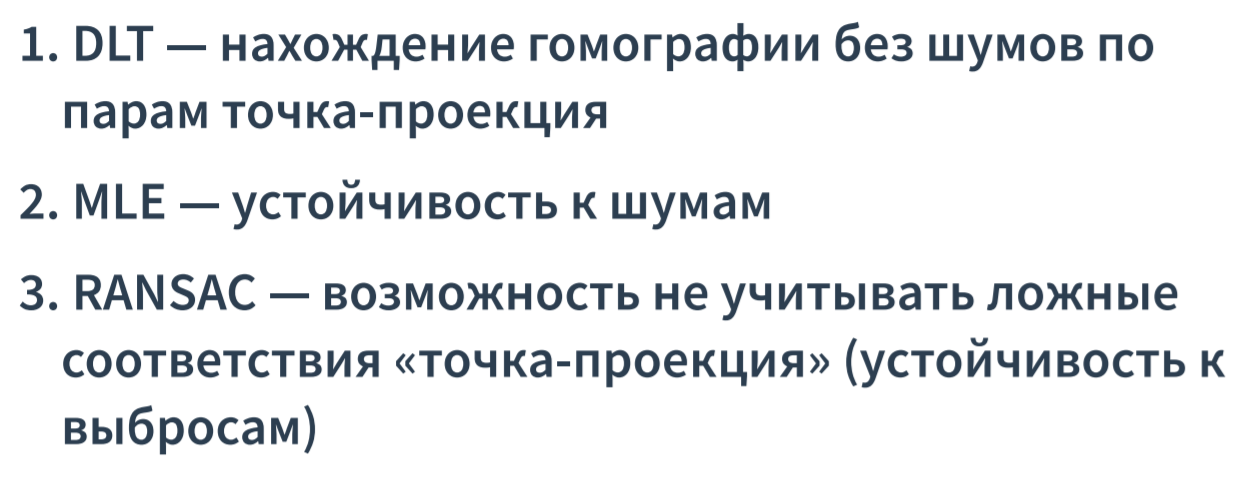 1. DLT — нахождение гомографии без шумов по
парам точка-проекция
2. MLE — устойчивость к шумам
3. RANSAC — возможность не учитывать ложные
соответствия «точка-проекция» (устойчивость к
выбросам)